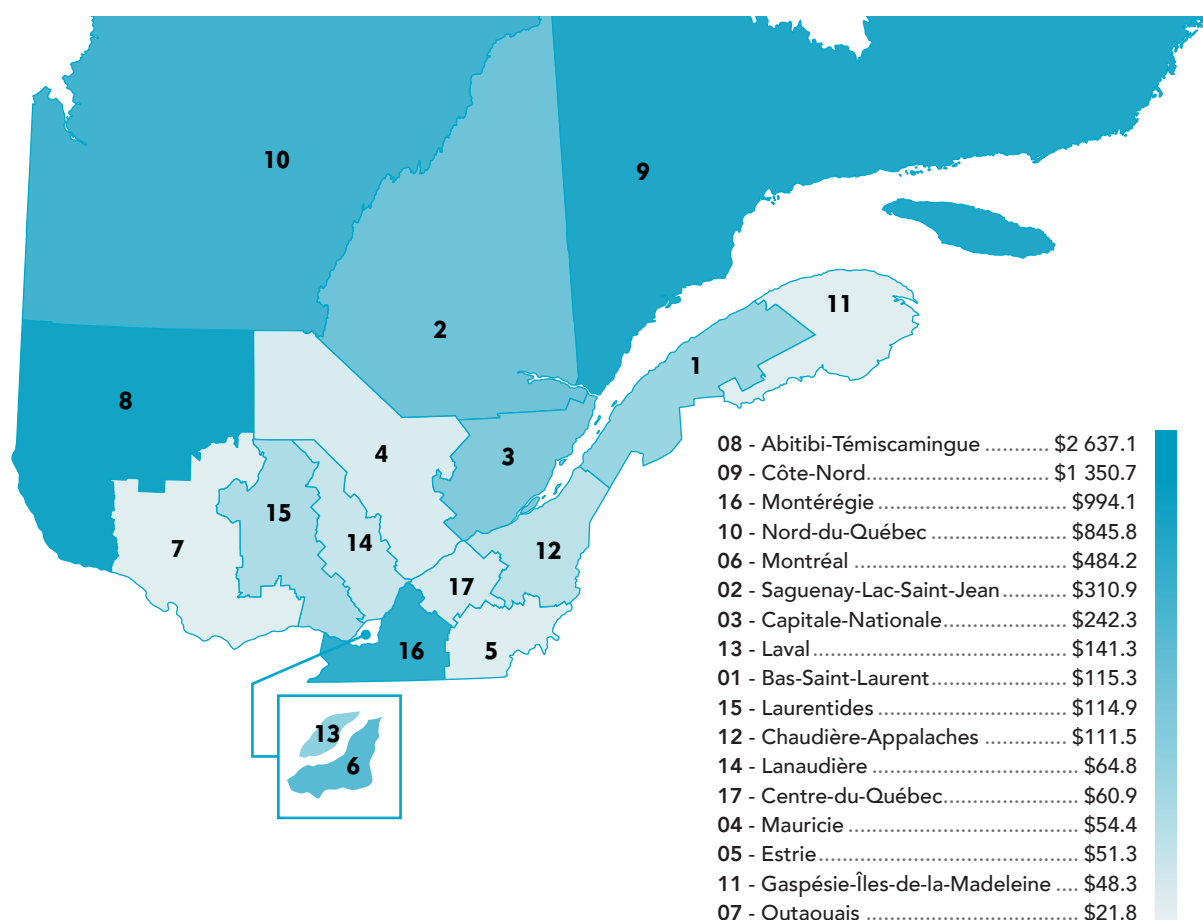 10
9
11
2
1
8
4
3
15
14
12
7
17
16
5
13
6
08 - Abitibi-Témiscamingue ........... $2 637.1
09 - Côte-Nord................................... $1 350.7
16 - Montérégie ................................. $994.1
10 - Nord-du-Québec ........................ $845.8
06 - Montréal ...................................... $484.2
02 - Saguenay-Lac-Saint-Jean............ $310.9
03 - Capitale-Nationale...................... $242.3
13 - Laval............................................. $141.3
01 - Bas-Saint-Laurent........................ $115.3
15 - Laurentides ................................. $114.9
12 - Chaudière-Appalaches ............... $111.5
14 - Lanaudière ................................... $64.8
17 - Centre-du-Québec....................... $60.9
04 - Mauricie ....................................... $54.4
05 - Estrie............................................. $51.3
11 - Gaspésie-Îles-de-la-Madeleine .... $48.3
07 - Outaouais .................................... $21.8